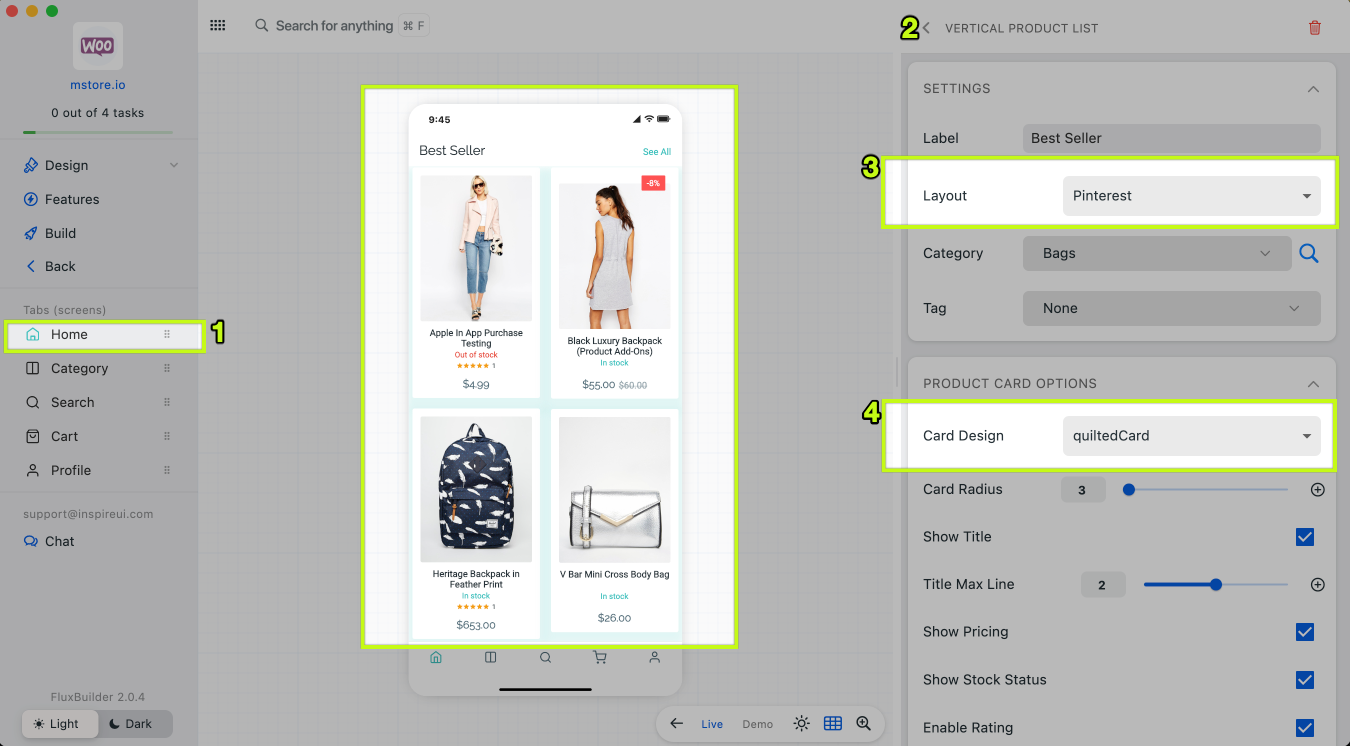 WOO
mstore.io
0 out of 4 tasks
Design
Features
Build
Back
Tabs (screens)
Home
1
Category
Search
Cart
Profile
support@inspireui.com
Chat
FluxBuilder 2.0.4
Light
Dark
Search for anything ⌘ F
9:45
Best Seller
See All
Apple In App Purchase
Testing
Out of stock
★★★★★ 1
$4.99
-8%
Black Luxury Backpack
(Product Add-Ons)
In stock
$55.00 $60.00
Heritage Backpack in
Feather Print
In stock
★★★★★ 1
$653.00
V Bar Mini Cross Body Bag
In stock
$26.00
Live
Demo
2
VERTICAL PRODUCT LIST
SETTINGS
Label
Best Seller
3
Layout
Pinterest
Category
Bags
Tag
None
PRODUCT CARD OPTIONS
4
Card Design
quiltedCard
Card Radius
3
Show Title
Title Max Line
2
Show Pricing
Show Stock Status
Enable Rating